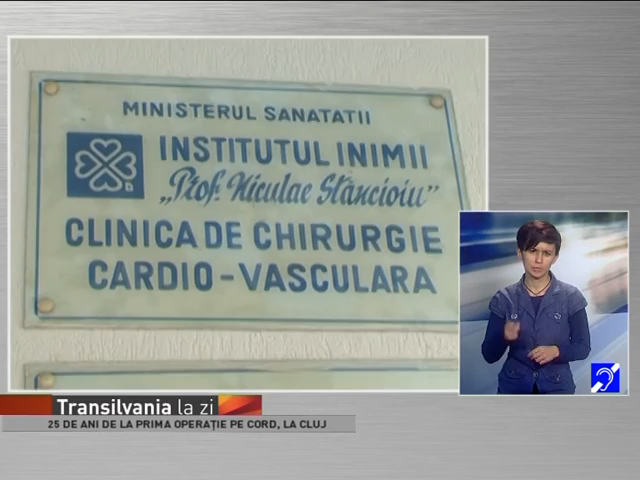 MINISTERUL SANATATII
INSTITUTUL INIMII
„Prof. Niculae Stăncioiu”
CLINICA DE CHIRURGIE
CARDIO-VASCULARA
Transilvania la zi
25 DE ANI DE LA PRIMA OPERAȚIE PE CORD, LA CLUJ